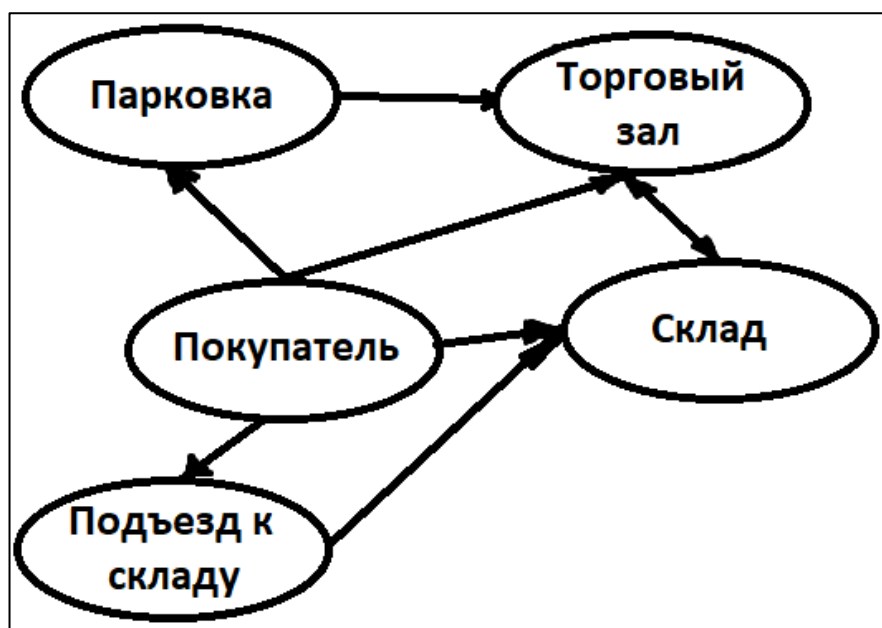 Парковка
Торговый
зал
Покупатель
Склад
Подъезд к
складу